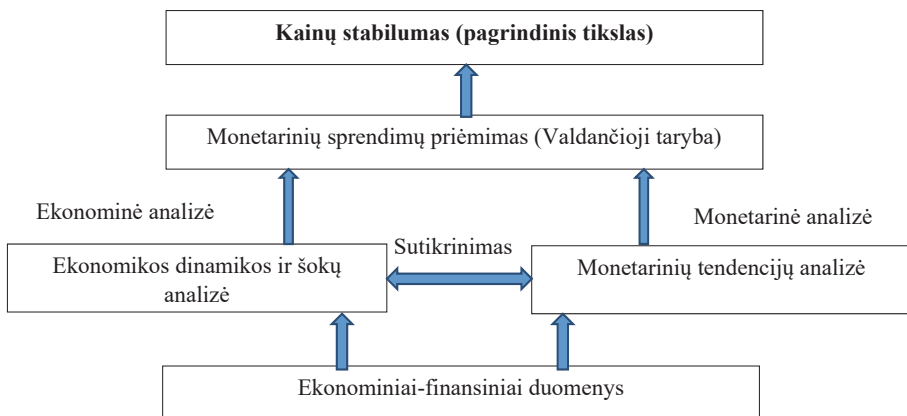 Kainų stabilumas (pagrindinis tikslas)
Monetarinių sprendimų priėmimas (Valdančioji taryba)
Ekonominė analizė
Monetarinė analizė
Sutikrinimas
Ekonomikos dinamikos ir šokų
analizė
Monetarinių tendencijų analizė
Ekonominiai-finansiniai duomenys